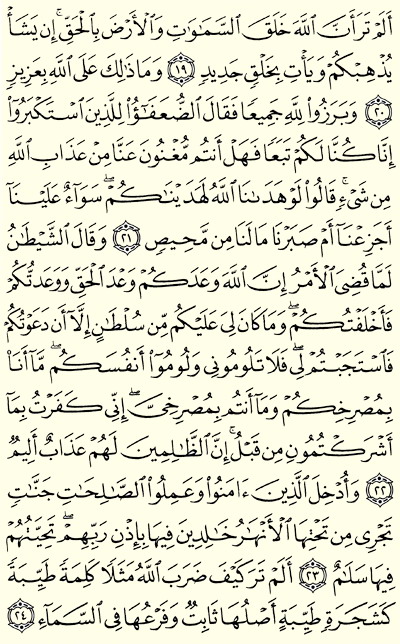 أَلَمْ تَرَ أَنَّ ٱللَّهَ خَلَقَ ٱلسَّمَٰوَٰتِ وَٱلْأَرْضَ بِٱلْحَقِّ ۚ إِن يَشَأْ
يُذْهِبْكُمْ وَيَأْتِ بِخَلْقٍ جَدِيدٍ ١٩ وَمَا ذَٰلِكَ عَلَى ٱللَّهِ بِعَزِيزٍ
٢٠ وَبَرَزُوا۟ لِلَّهِ جَمِيعًا فَقَالَ ٱلضُّعَفَٰٓؤُا۟ لِلَّذِينَ ٱسْتَكْبَرُوٓا۟
إِنَّا كُنَّا لَكُمْ تَبَعًا فَهَلْ أَنتُم مُّغْنُونَ عَنَّا مِنْ عَذَابِ ٱللَّهِ
مِن شَىْءٍ ۚ قَالُوا۟ لَوْ هَدَىٰنَا ٱللَّهُ لَهَدَيْنَٰكُمْ ۖ سَوَآءٌ عَلَيْنَآ
أَجَزِعْنَآ أَمْ صَبَرْنَا مَا لَنَا مِن مَّحِيصٍ ٢١ وَقَالَ ٱلشَّيْطَٰنُ
لَمَّا قُضِىَ ٱلْأَمْرُ إِنَّ ٱللَّهَ وَعَدَكُمْ وَعْدَ ٱلْحَقِّ وَوَعَدتُّكُمْ
فَأَخْلَفْتُكُمْ ۖ وَمَا كَانَ لِىَ عَلَيْكُم مِّن سُلْطَٰنٍ إِلَّآ أَن دَعَوْتُكُمْ
فَٱسْتَجَبْتُمْ لِى ۖ فَلَا تَلُومُونِى وَلُومُوٓا۟ أَنفُسَكُم ۖ مَّآ أَنَا۠
بِمُصْرِخِكُمْ وَمَآ أَنتُم بِمُصْرِخِىَّ ۖ إِنِّى كَفَرْتُ بِمَآ
أَشْرَكْتُمُونِ مِن قَبْلُ ۗ إِنَّ ٱلظَّٰلِمِينَ لَهُمْ عَذَابٌ أَلِيمٌ
٢٢ وَأُدْخِلَ ٱلَّذِينَ ءَامَنُوا۟ وَعَمِلُوا۟ ٱلصَّٰلِحَٰتِ جَنَّٰتٍ
تَجْرِى مِن تَحْتِهَا ٱلْأَنْهَٰرُ خَٰلِدِينَ فِيهَا بِإِذْنِ رَبِّهِمْ ۖ تَحِيَّتُهُمْ
فِيهَا سَلَٰمٌ ٢٣ أَلَمْ تَرَ كَيْفَ ضَرَبَ ٱللَّهُ مَثَلًا كَلِمَةً طَيِّبَةً
كَشَجَرَةٍ طَيِّبَةٍ أَصْلُهَا ثَابِتٌ وَفَرْعُهَا فِى ٱلسَّمَآءِ ٢٤